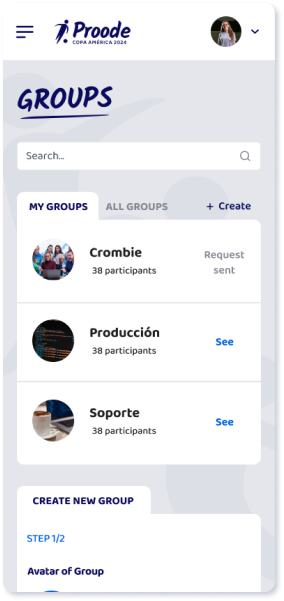 Proode
COPA AMÉRICA 2024
GROUPS
Search...
MY GROUPS
ALL GROUPS
+ Create
Crombie
38 participants
Request
sent
Producción
38 participants
See
Soporte
38 participants
See
CREATE NEW GROUP
STEP 1/2
Avatar of Group